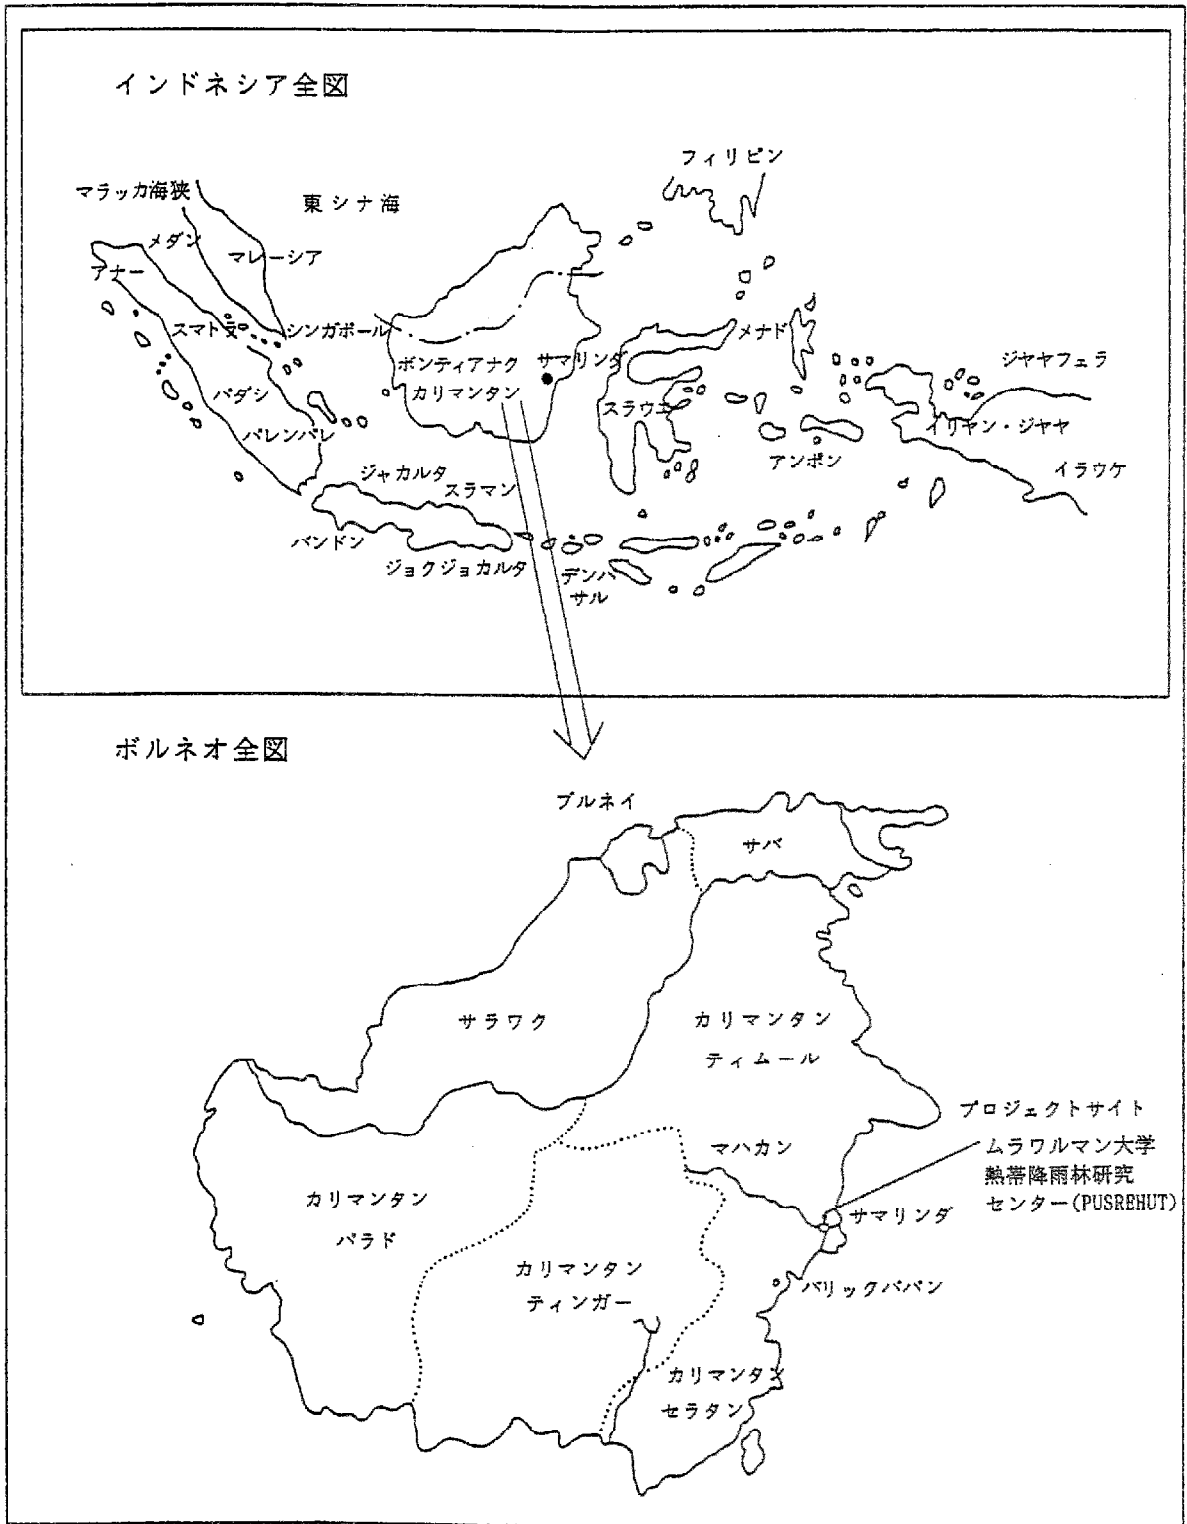 インドネシア全図
フィリピン
マラッカ海狭
東シナ海
メダン
マレーシア
アナー
スマトラ
シンガポール
メナド
ポンティアナク
サマリンダ
ジヤヤフェラ
カリマンタン
パダシ
スラウエシ
パレンバレ
イリヤン・ジャヤ
アンボン
イラウケ
ジャカルタ
スラマン
バンドン
ジョクジョカルタ
デンハ
サル
ボルネオ全図
ブルネイ
サバ
サラワク
カリマンタン
ティムール
プロジェクトサイト
マハカン
ムラワルマン大学
熱帯降雨林研究
センター(PUSREHUT)
カリマンタン
バラド
サマリンダ
カリマンタン
ティンガー
バリックパパン
カリマンタン
セラタン